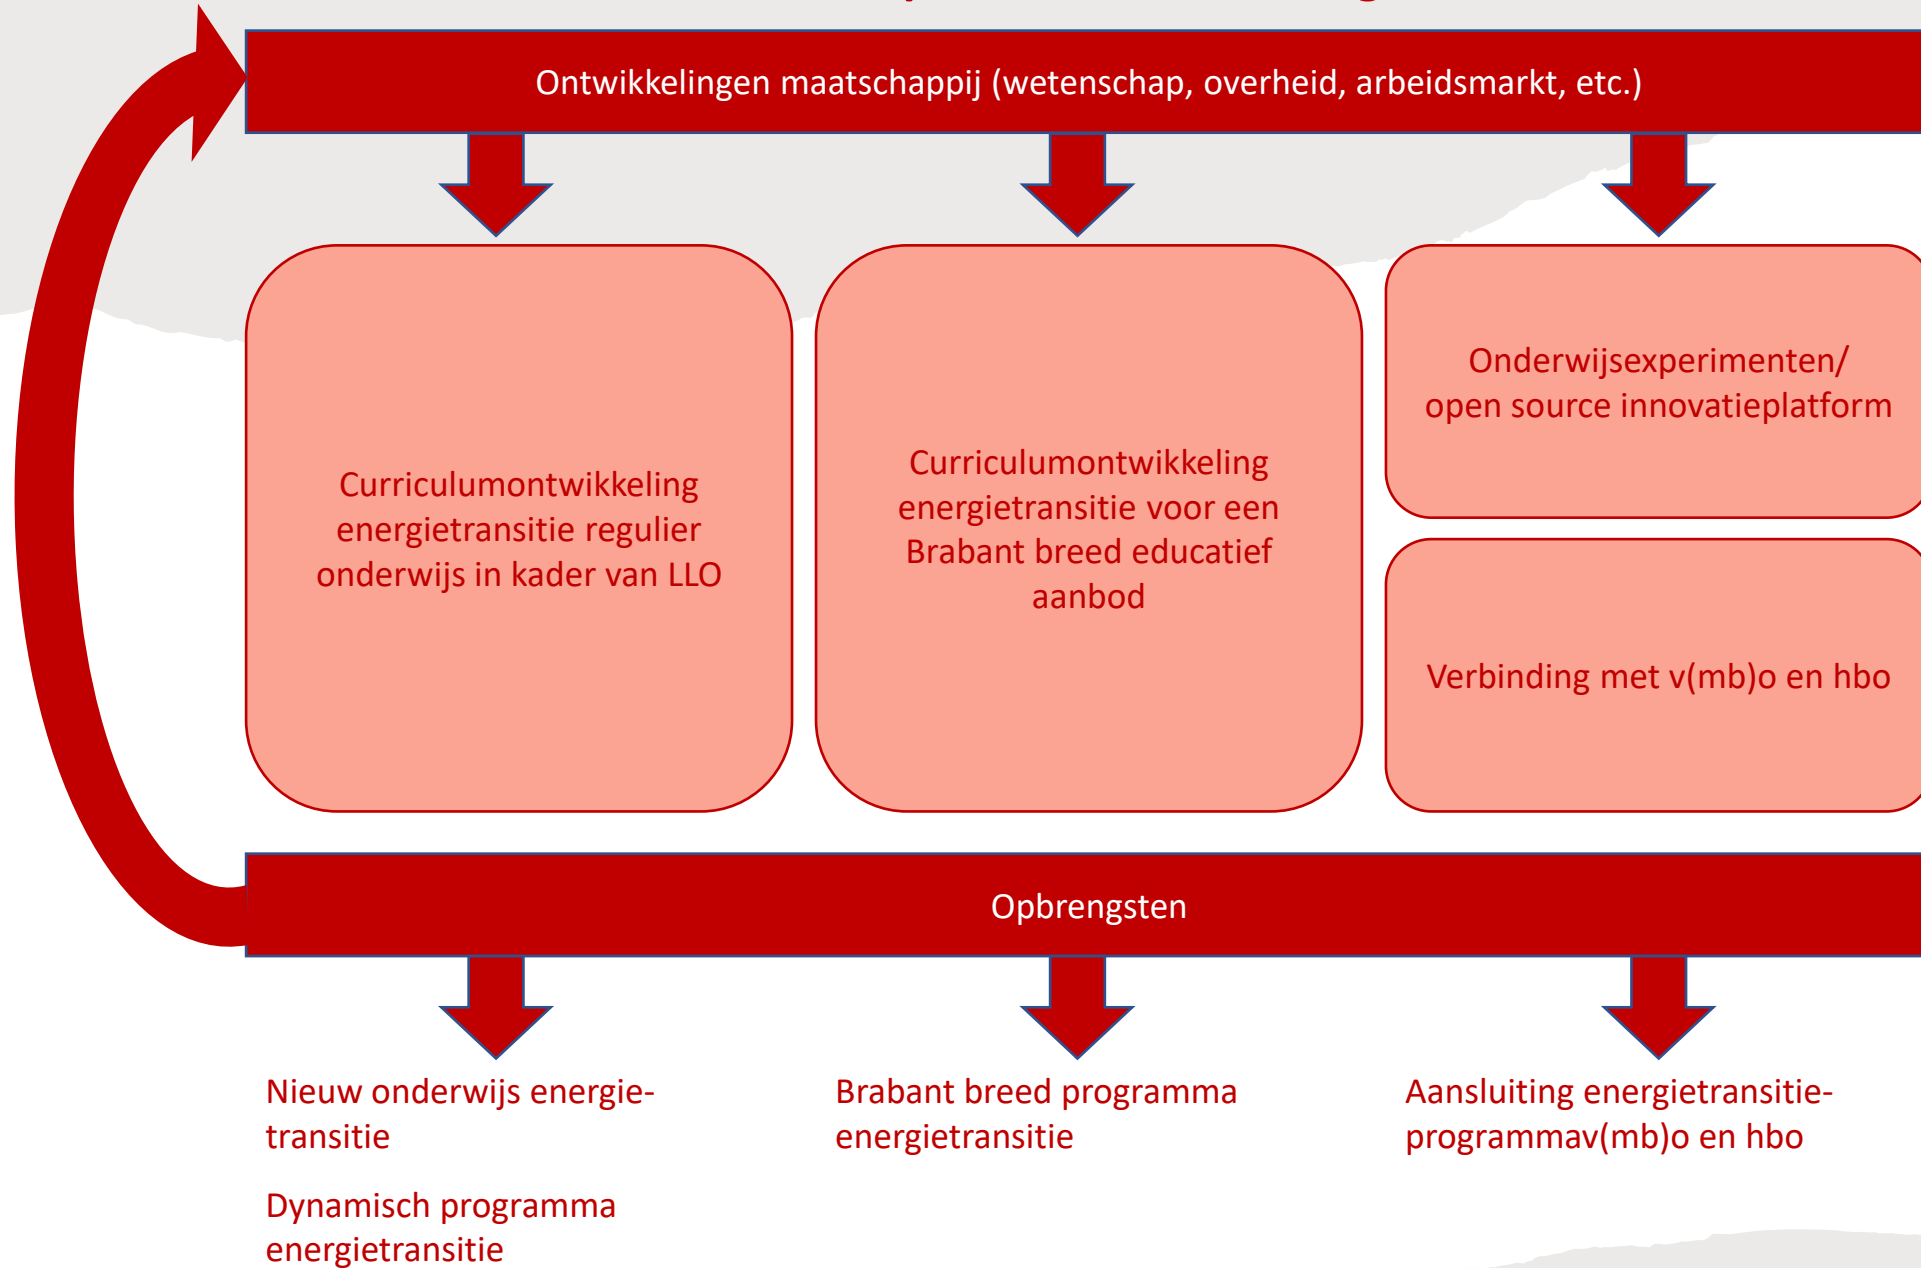 Ontwikkelingen maatschappij (wetenschap, overheid, arbeidsmarkt, etc.)
Curriculumontwikkeling
energietransitie regulier
onderwijs in kader van LLO
Curriculumontwikkeling
energietransitie voor een
Brabant breed educatief
aanbod
Onderwijsexperimenten/
open source innovatieplatform
Verbinding met v(mb)o en hbo
Opbrengsten
Nieuw onderwijs energie-
transitie
Dynamisch programma
energietransitie
Brabant breed programma
energietransitie
Aansluiting energietransitie-
programmav(mb)o en hbo